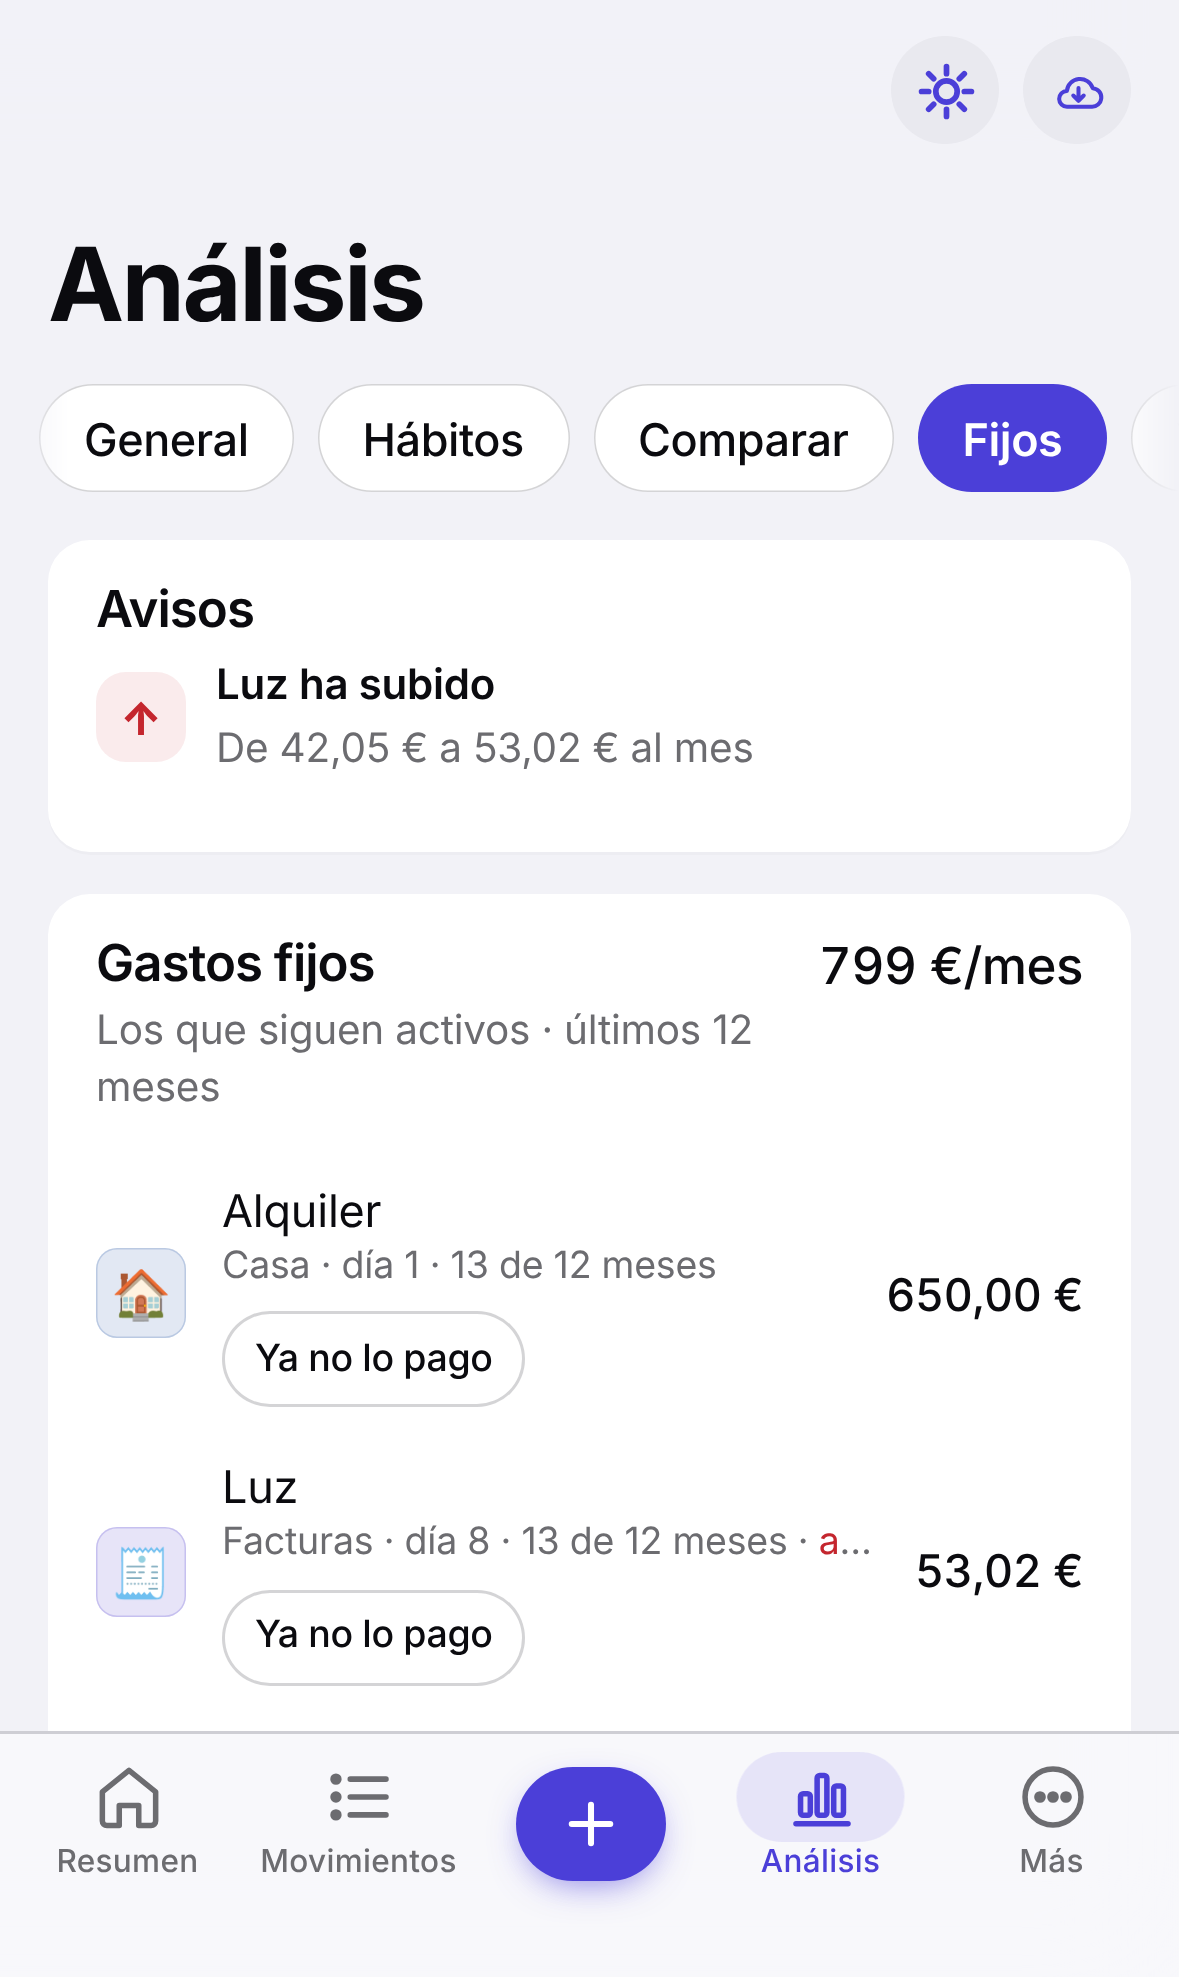 Análisis
General
Hábitos
Comparar
Fijos
Avisos
Luz ha subido
De 42,05 € a 53,02 € al mes
Gastos fijos
799 €/mes
Los que siguen activos · últimos 12
meses
Alquiler
Casa · día 1 · 13 de 12 meses
650,00 €
Ya no lo pago
Luz
Facturas · día 8 · 13 de 12 meses · a...
53,02 €
Ya no lo pago
Resumen
Movimientos
Análisis
Más